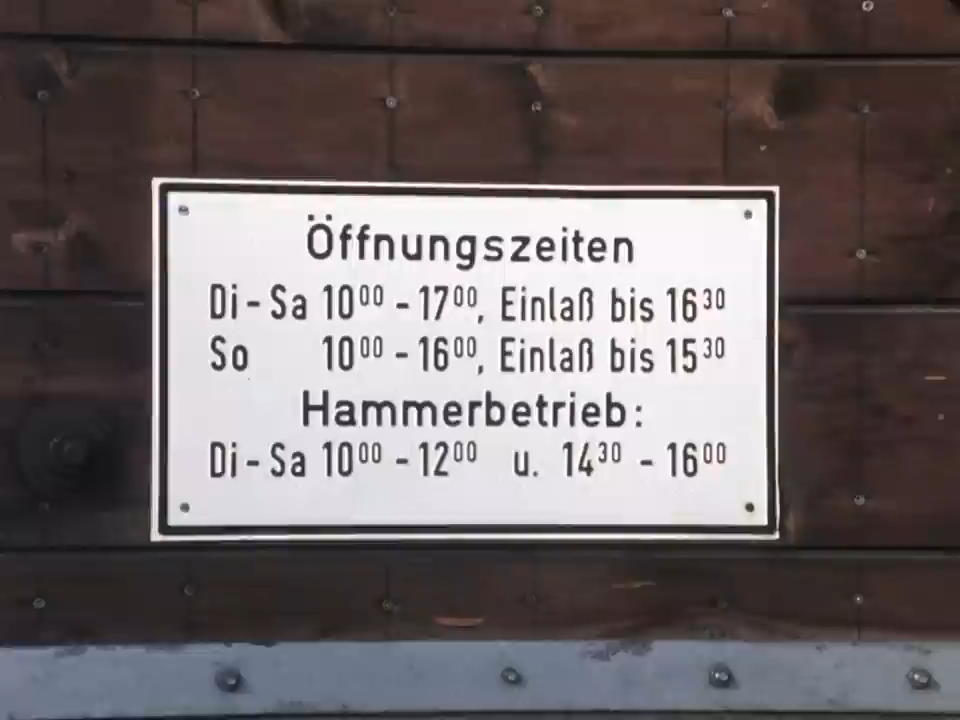 Öffnungszeiten
Di - Sa 10⁰⁰ - 17⁰⁰, Einlaß bis 16³⁰
So 10⁰⁰ - 16⁰⁰, Einlaß bis 15³⁰
Hammerbetrieb:
Di - Sa 10⁰⁰ - 12⁰⁰ u. 14³⁰ - 16⁰⁰